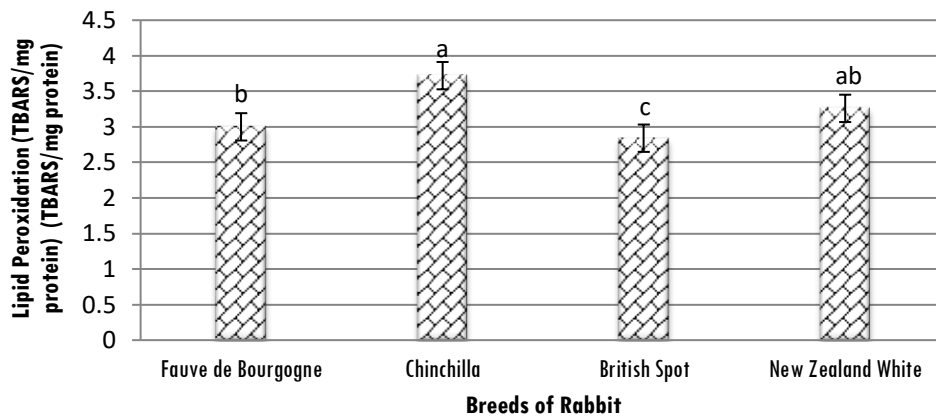 Lipid Peroxidation (TBARS/mg
protein) (TBARS/mg protein)
4.5
4
3.5
3
2.5
2
1.5
1
0.5
0
b
a
c
ab
Fauve de Bourgogne
Chinchilla
British Spot
New Zealand White
Breeds of Rabbit